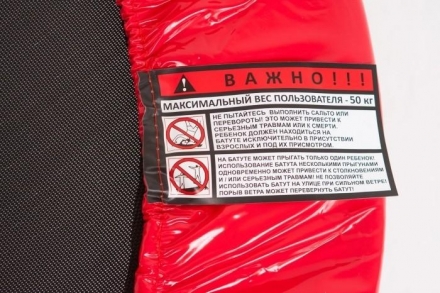 ВАЖНО!!!
МАКСИМАЛЬНЫЙ ВЕС ПОЛЬЗОВАТЕЛЯ - 50 кг
НЕ ПЫТАЙТЕСЬ ВЫПОЛНИТЬ САЛЬТО ИЛИ
ПЕРЕВОРОТЫ! ЭТО МОЖЕТ ПРИВЕСТИ К
СЕРЬЕЗНЫМ ТРАВМАМ ИЛИ К СМЕРТИ.
РЕБЕНОК ДОЛЖЕН НАХОДИТЬСЯ НА
БАТУТЕ ИСКЛЮЧИТЕЛЬНО В ПРИСУТСТВИИ
ВЗРОСЛЫХ И ПОД ИХ ПРИСМОТРОМ.
НА БАТУТЕ МОЖЕТ ПРЫГАТЬ ТОЛЬКО ОДИН РЕБЕНОК!
ИСПОЛЬЗОВАНИЕ БАТУТА НЕСКОЛЬКИМИ ПРЫГУНАМИ
ОДНОВРЕМЕННО МОЖЕТ ПРИВЕСТИ К СТОЛКНОВЕНИЯМ
И / ИЛИ СЕРЬЕЗНЫМ ТРАВМАМ! НЕ ПОЗВОЛЯЙТЕ
ИСПОЛЬЗОВАТЬ БАТУТ НА УЛИЦЕ ПРИ СИЛЬНОМ ВЕТРЕ!
ПОРЫВ ВЕТРА МОЖЕТ ПЕРЕВЕРНУТЬ БАТУТ!